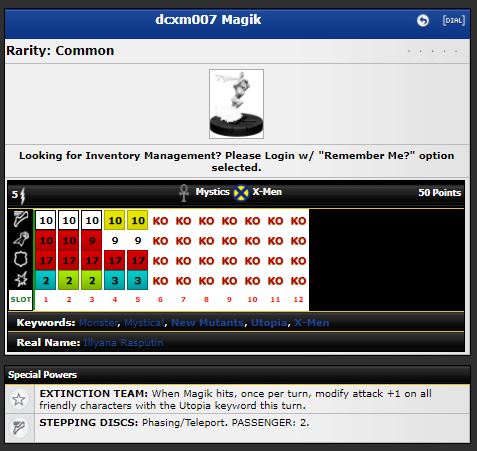 dcxm007 Magik
[DIAL]
Rarity: Common
Looking for Inventory Management? Please Login w/ "Remember Me?" option
selected.
5 Mystics X-Men 50 Points
10 10 10 10 10 KO KO KO KO KO KO KO
10 10 9 9 9 KO KO KO KO KO KO KO
17 17 17 17 17 KO KO KO KO KO KO KO
2 2 2 3 3 KO KO KO KO KO KO KO
SLOT 1 2 3 4 5 6 7 8 9 10 11 12
Keywords: Monster, Mystical, New Mutants, Utopia, X-Men
Real Name: Illyana Rasputin
Special Powers
EXTINCTION TEAM: When Magik hits, once per turn, modify attack +1 on all
friendly characters with the Utopia keyword this turn.
STEPPING DISCS: Phasing/Teleport. PASSENGER: 2.